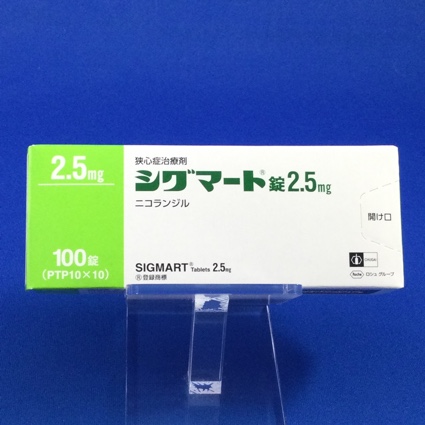 2.5mg
100錠
(PTP10×10)
狭心症治療剤
シグマート®錠2.5mg
ニコランジル
SIGMART® Tablets 2.5mg
®登録商標
開け口
Roche ロシュ グループ